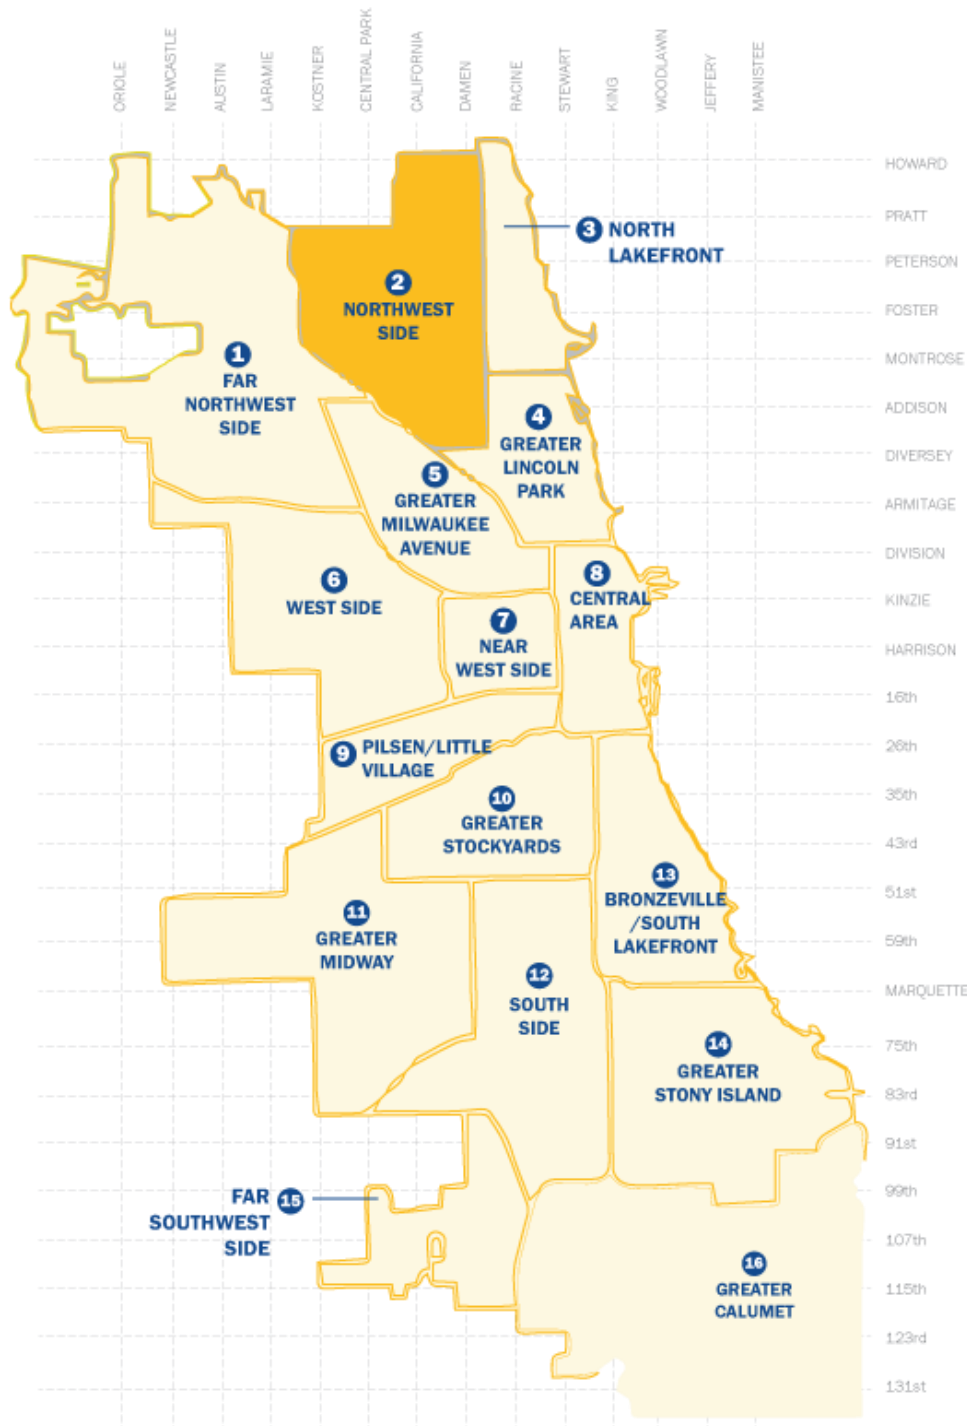 ORIOLE
NEWCASTLE
AUSTIN
LARAMIE
KOSTNER
CENTRAL PARK
CALIFORNIA
DAMEN
RACINE
STEWART
KING
WOODLAWN
JEFFERY
MANISTEE
HOWARD
PRATT
PETERSON
FOSTER
MONTROSE
ADDISON
DIVERSEY
ARMITAGE
DIVISION
KINZIE
HARRISON
16th
26th
35th
43rd
51st
59th
MARQUETTE
75th
83rd
91st
99th
107th
115th
123rd
131st
1
FAR
NORTHWEST
SIDE
2
NORTHWEST
SIDE
3 NORTH
LAKEFRONT
4
GREATER
LINCOLN
PARK
5
GREATER
MILWAUKEE
AVENUE
6
WEST SIDE
7
NEAR
WEST SIDE
8
CENTRAL
AREA
9 PILSEN/LITTLE
VILLAGE
10
GREATER
STOCKYARDS
11
GREATER
MIDWAY
12
SOUTH
SIDE
13
BRONZEVILLE
/SOUTH
LAKEFRONT
14
GREATER
STONY ISLAND
FAR 15
SOUTHWEST
SIDE
16
GREATER
CALUMET